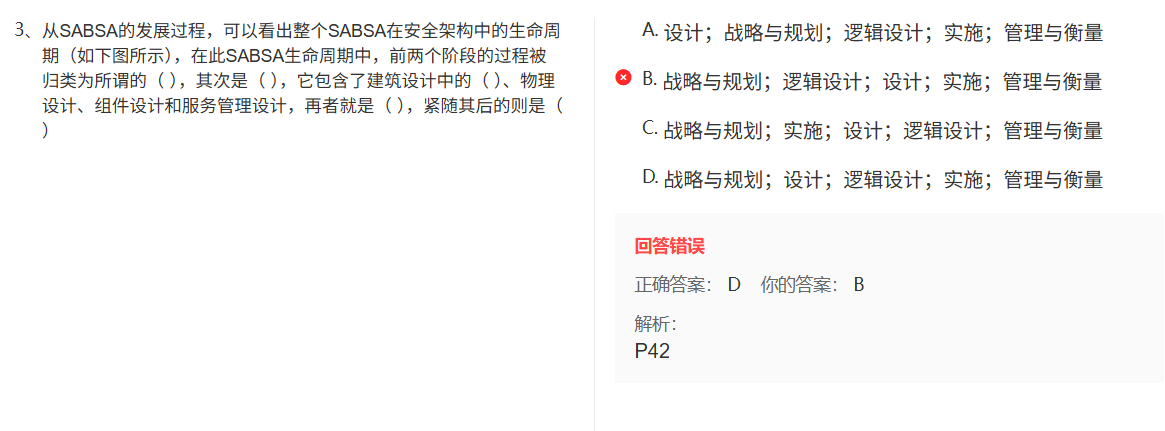 3、从SABSA的发展过程，可以看出整个SABSA在安全架构中的生命周
期（如下图所示），在此SABSA生命周期中，前两个阶段的过程被
归类为所谓的（ ），其次是（ ），它包含了建筑设计中的（ ）、物理
设计、组件设计和服务管理设计，再者就是（ ），紧随其后的则是（
）
A. 设计；战略与规划；逻辑设计；实施；管理与衡量
B. 战略与规划；逻辑设计；设计；实施；管理与衡量
C. 战略与规划；实施；设计；逻辑设计；管理与衡量
D. 战略与规划；设计；逻辑设计；实施；管理与衡量
回答错误
正确答案： D 你的答案： B
解析：
P42